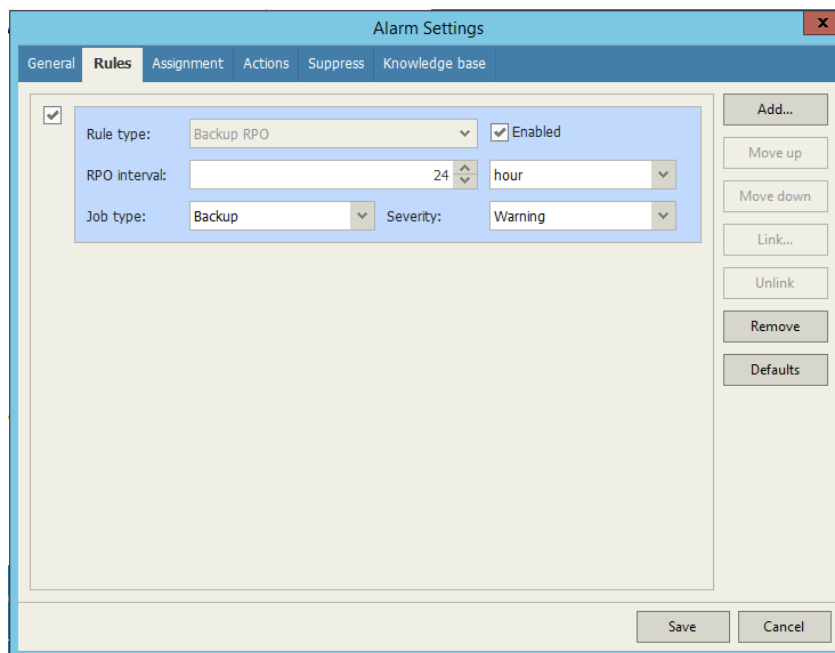 Alarm Settings
x
General Rules Assignment Actions Suppress Knowledge base
Rule type: Backup RPO Enabled
RPO interval: 24 hour
Job type: Backup Severity: Warning
Add...
Move up
Move down
Link...
Unlink
Remove
Defaults
Save Cancel